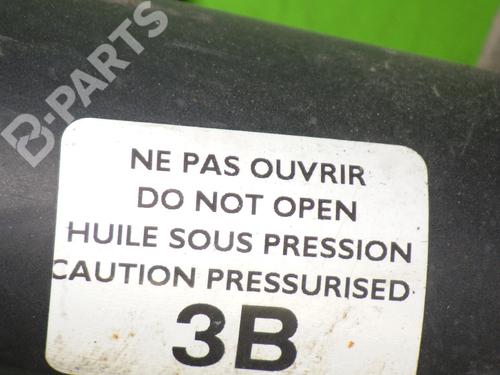 B-PARTS
NE PAS OUVRIR
DO NOT OPEN
HUILE SOUS PRESSION
CAUTION PRESSURISED
3B